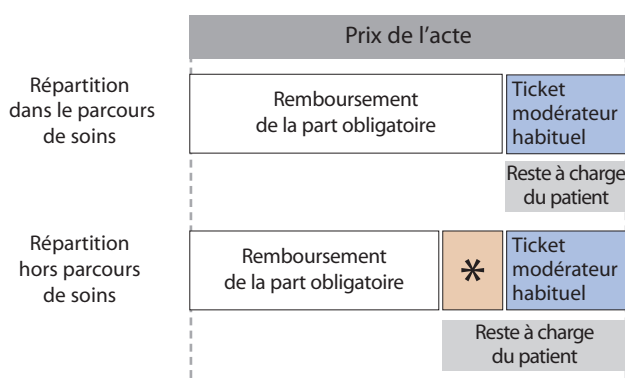 Prix de l'acte
Répartition
dans le parcours
de soins
Remboursement
de la part obligatoire
Ticket
modérateur
habituel
Reste à charge
du patient
Répartition
hors parcours
de soins
Remboursement
de la part obligatoire
*
Ticket
modérateur
habituel
Reste à charge
du patient